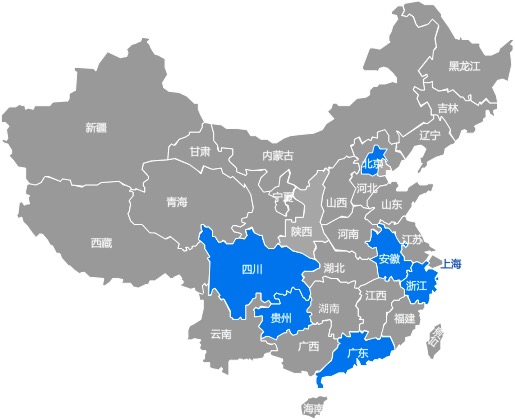 黑龙江
吉林
辽宁
新疆
甘肃
内蒙古
北京
青海
宁夏
山西
河北
山东
西藏
陕西
河南
江苏
四川
湖北
安徽
上海
浙江
贵州
湖南
江西
云南
广西
广东
福建
台湾
海南